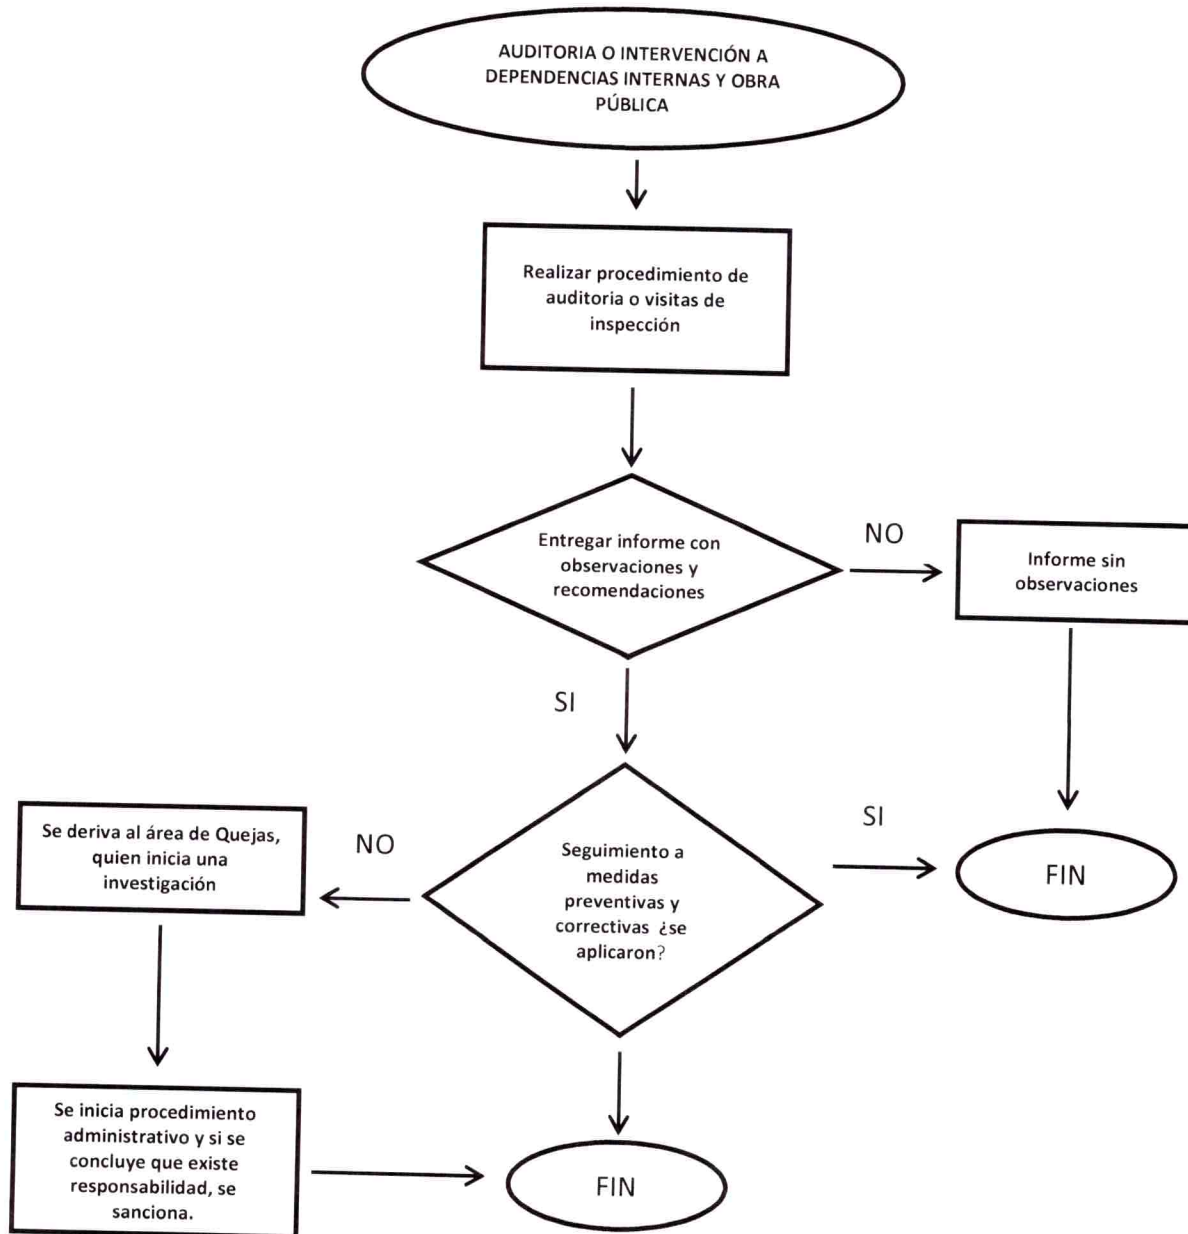 AUDITORIA O INTERVENCIÓN A
DEPENDENCIAS INTERNAS Y OBRA
PÚBLICA
Realizar procedimiento de
auditoria o visitas de
inspección
Entregar informe con
observaciones y
recomendaciones
NO
Informe sin
observaciones
SI
Seguimiento a
medidas
preventivas y
correctivas ¿se
aplicaron?
SI
FIN
NO
Se deriva al área de Quejas,
quien inicia una
investigación
Se inicia procedimiento
administrativo y si se
concluye que existe
responsabilidad, se
sanciona.
FIN